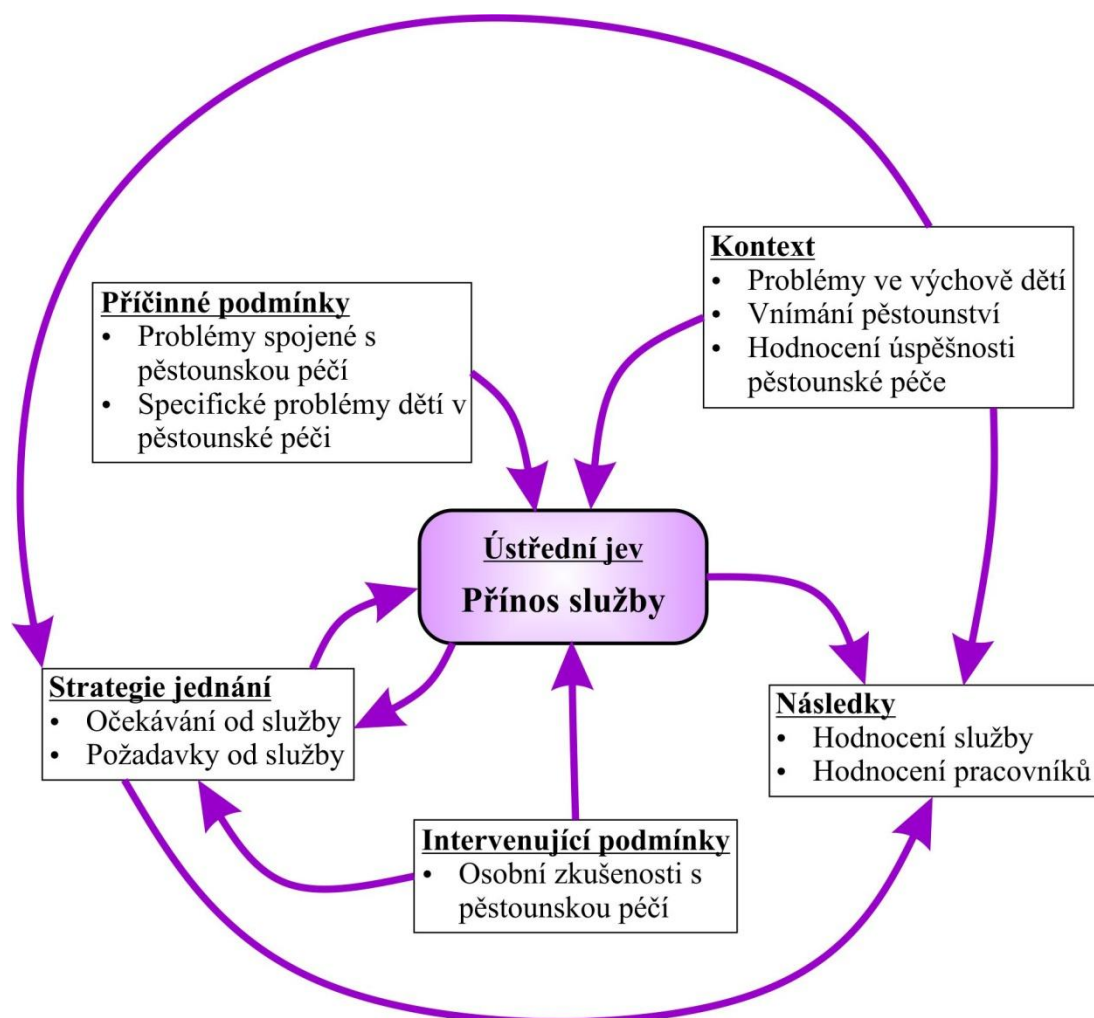 Kontext
• Problémy ve výchově dětí
• Vnímání pěstounství
• Hodnocení úspěšnosti
pěstounské péče
Příčinné podmínky
• Problémy spojené s
pěstounskou péčí
• Specifické problémy dětí v
pěstounské péči
Ústřední jev
Přínos služby
Strategie jednání
• Očekávání od služby
• Požadavky od služby
Následky
• Hodnocení služby
• Hodnocení pracovníků
Intervenující podmínky
• Osobní zkušenosti s
pěstounskou péčí